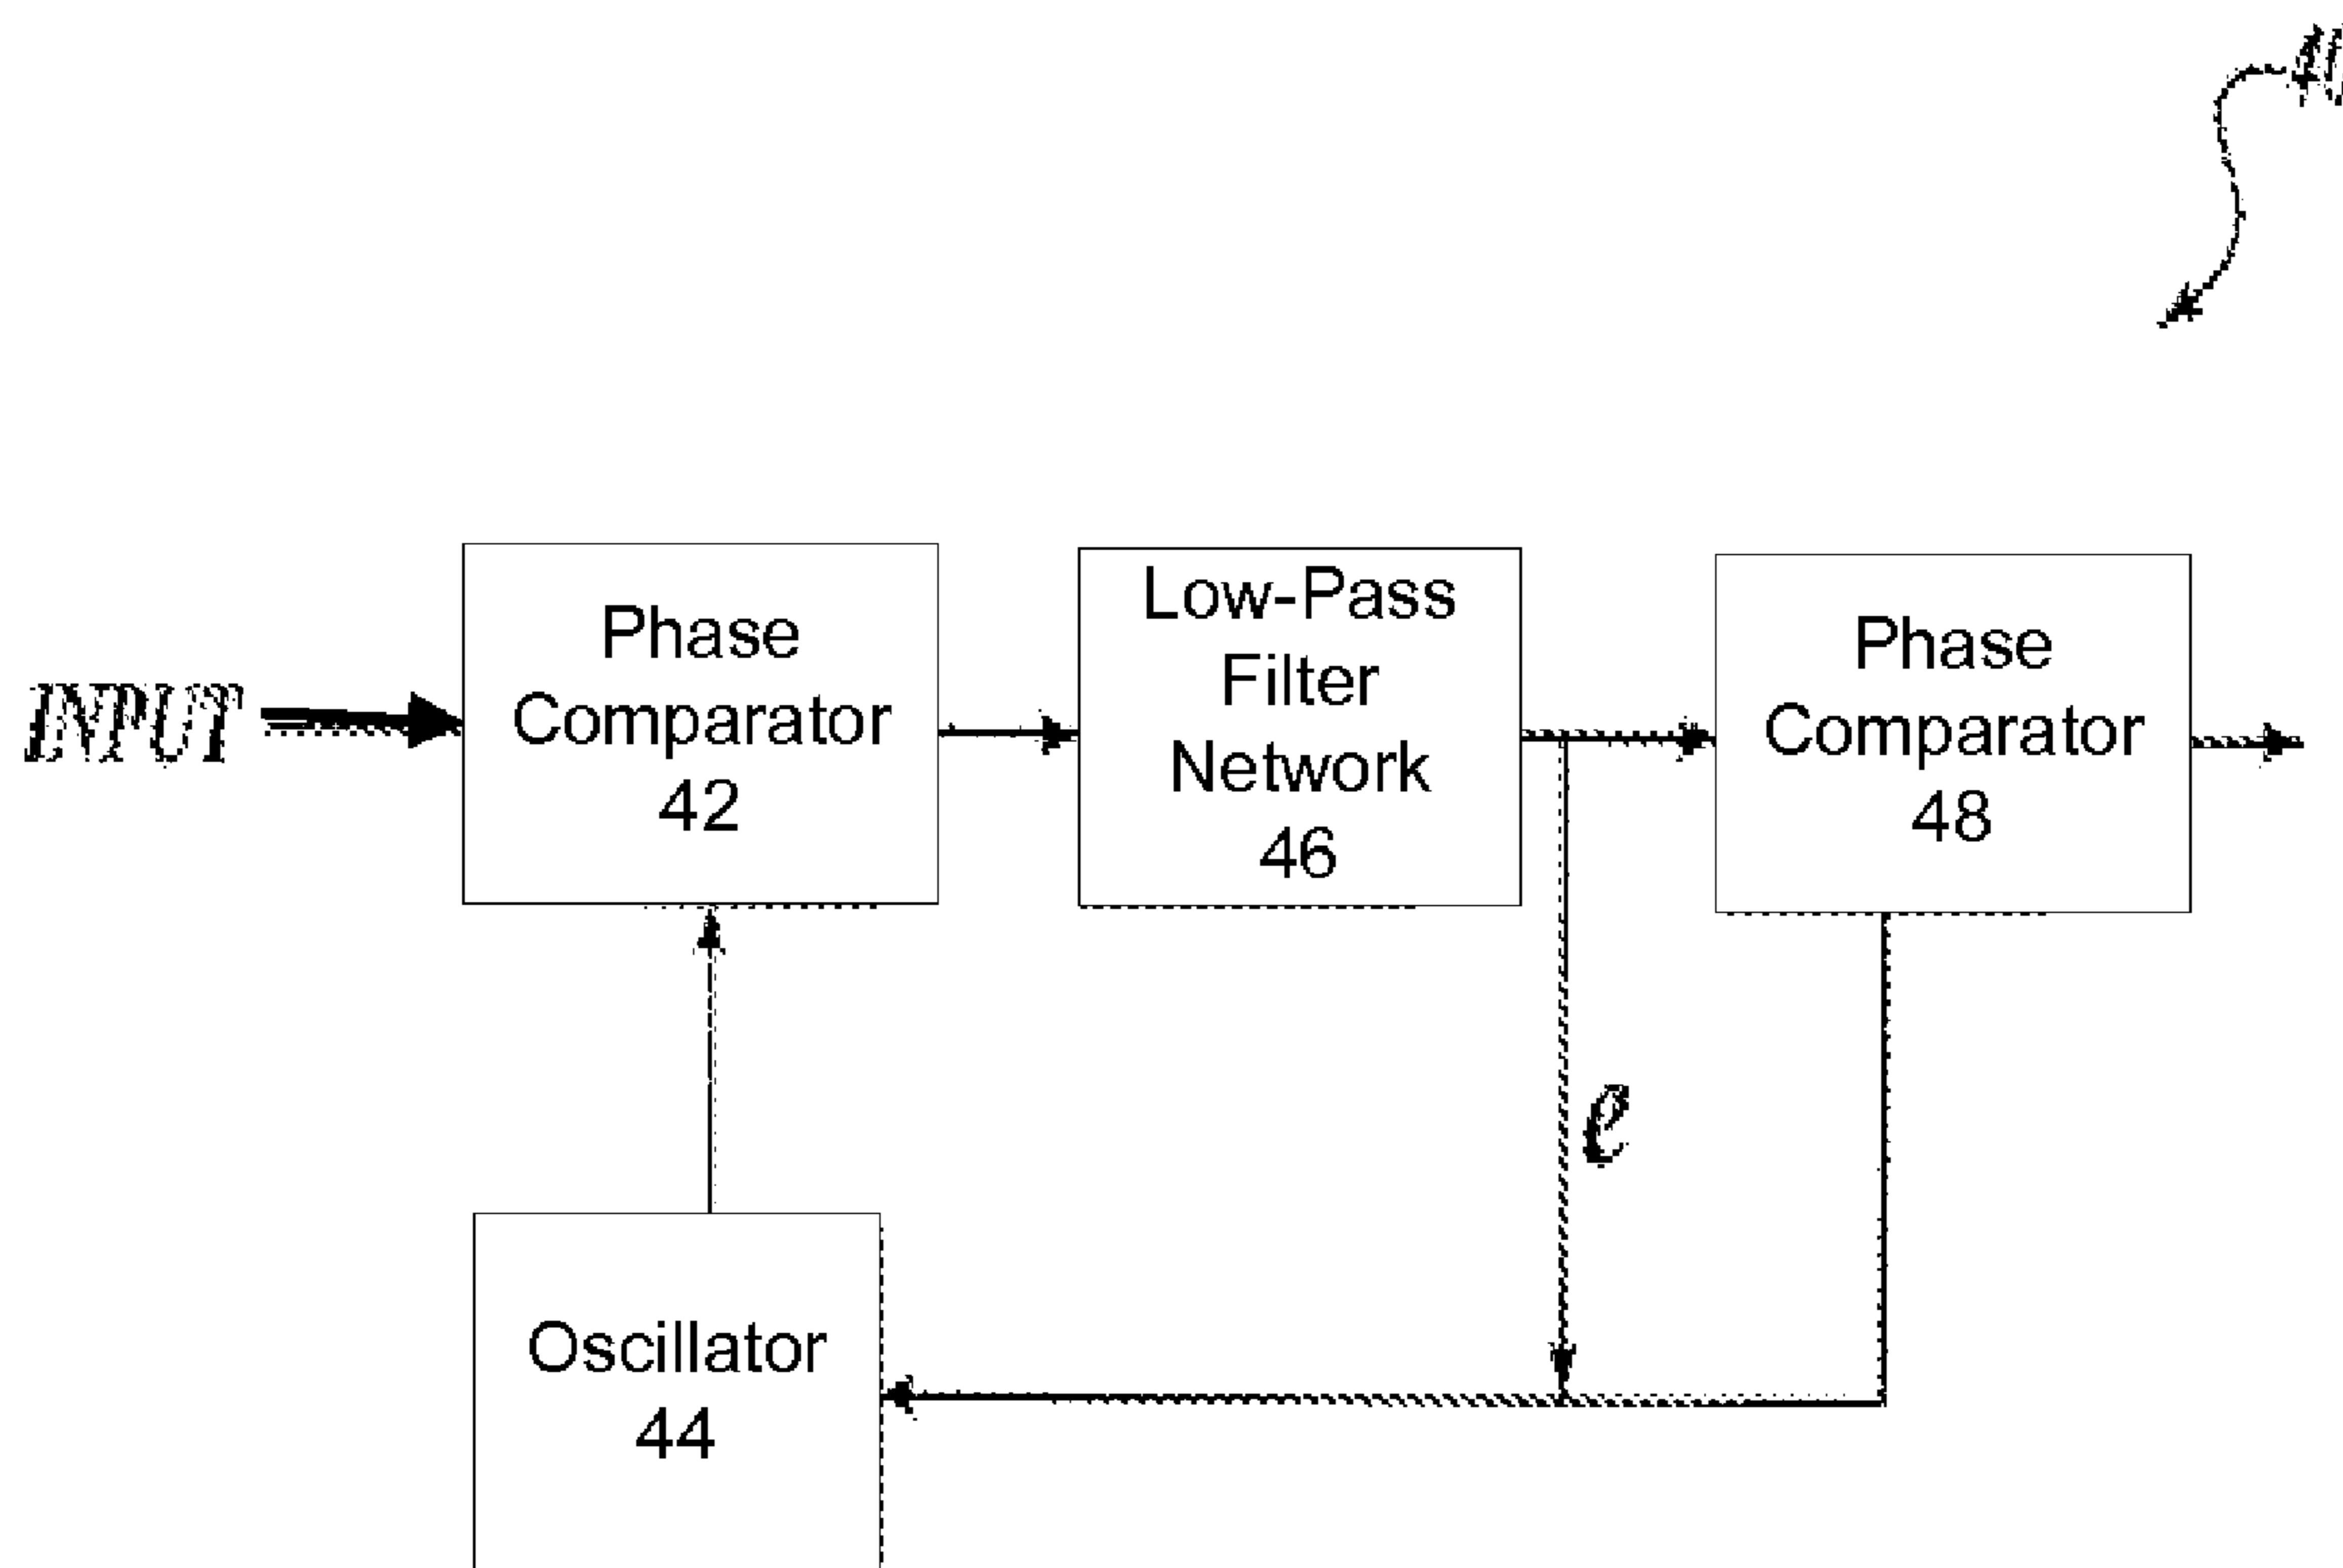 INPUT
Phase
Comparator
42
Low-Pass
Filter
Network
46
Phase
Comparator
48
e
Oscillator
44